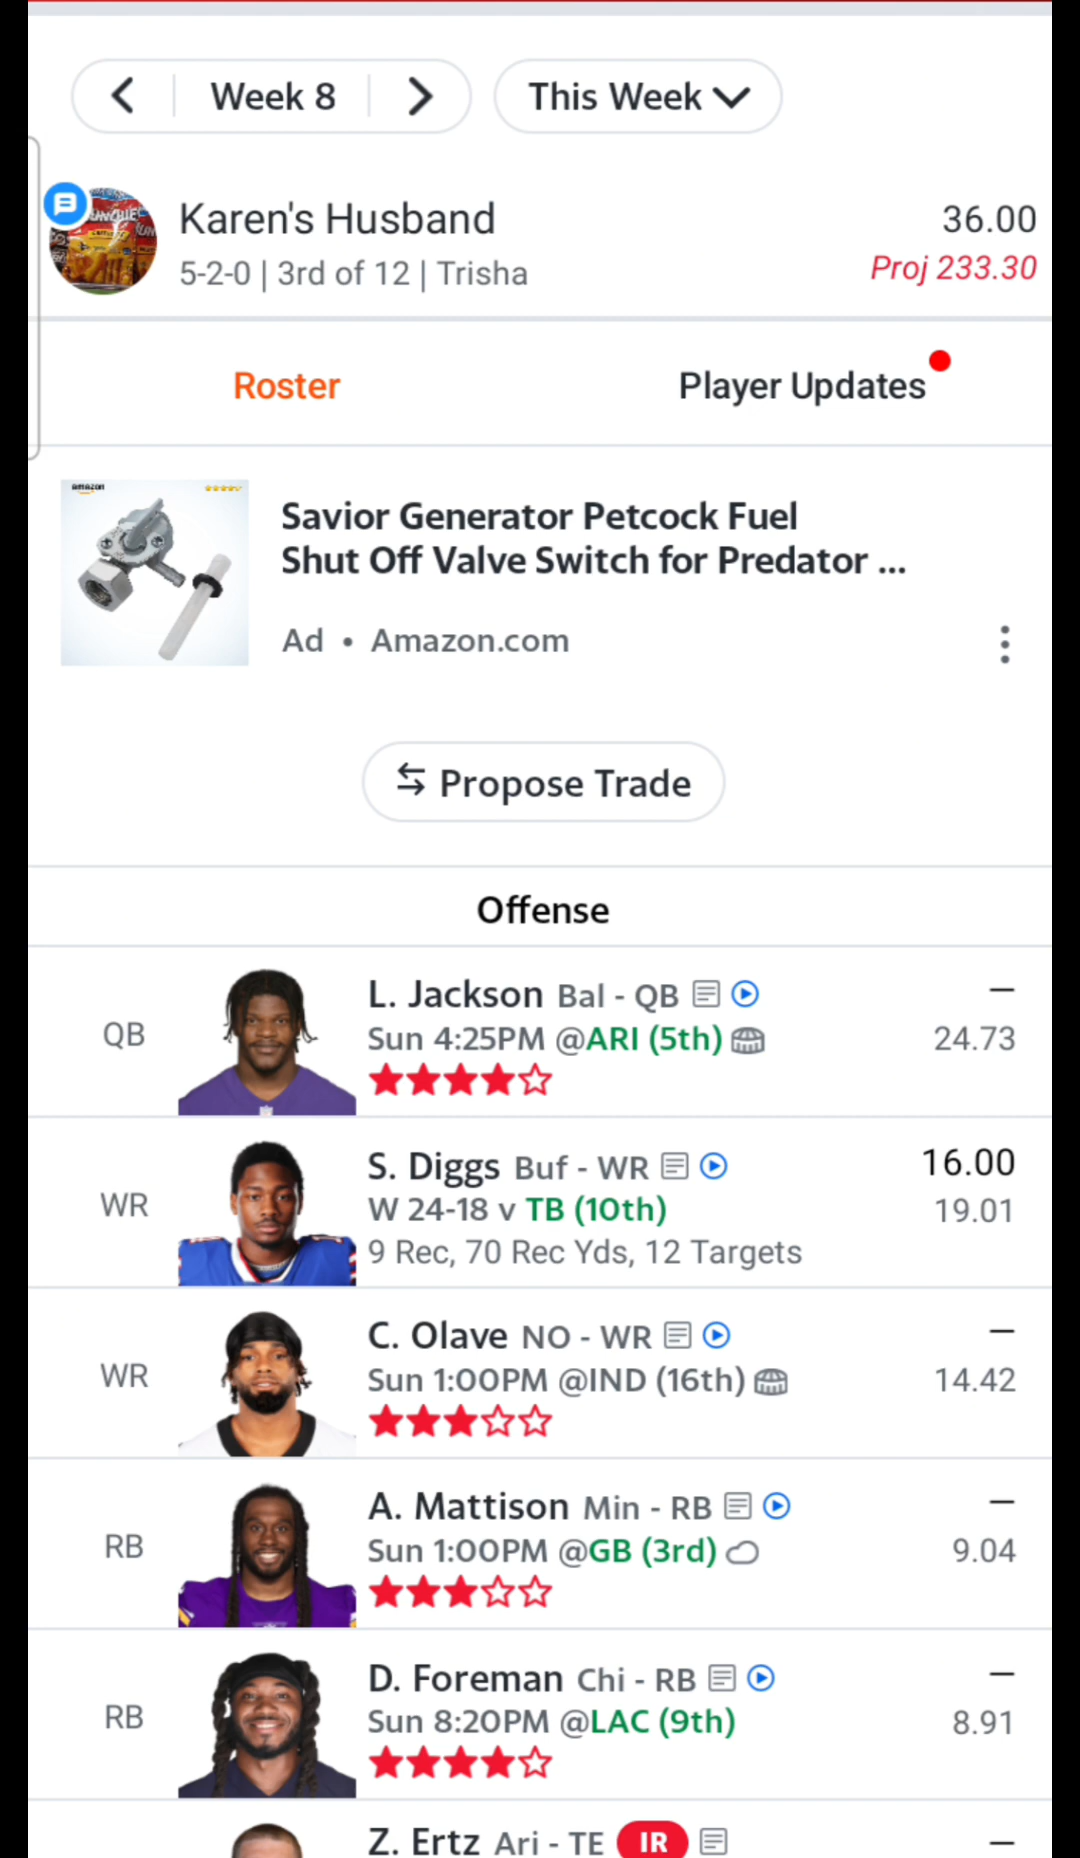 Week 8
This Week
Karen's Husband
36.00
5-2-0 | 3rd of 12 | Trisha
Proj 233.30
Roster
Player Updates
amazon
Savior Generator Petcock Fuel
Shut Off Valve Switch for Predator ...
Ad • Amazon.com
Propose Trade
Offense
QB
L. Jackson Bal - QB
–
Sun 4:25PM @ARI (5th)
24.73
WR
S. Diggs Buf - WR
16.00
W 24-18 v TB (10th)
19.01
9 Rec, 70 Rec Yds, 12 Targets
WR
C. Olave NO - WR
–
Sun 1:00PM @IND (16th)
14.42
RB
A. Mattison Min - RB
–
Sun 1:00PM @GB (3rd)
9.04
RB
D. Foreman Chi - RB
–
Sun 8:20PM @LAC (9th)
8.91
Z. Ertz Ari - TE IR
–